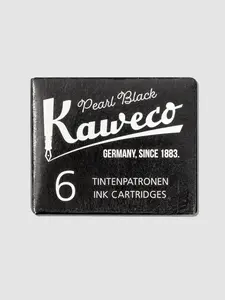 Pearl Black
Kaweco
GERMANY, SINCE 1883.
6
TINTENPATRONEN
INK CARTRIDGES